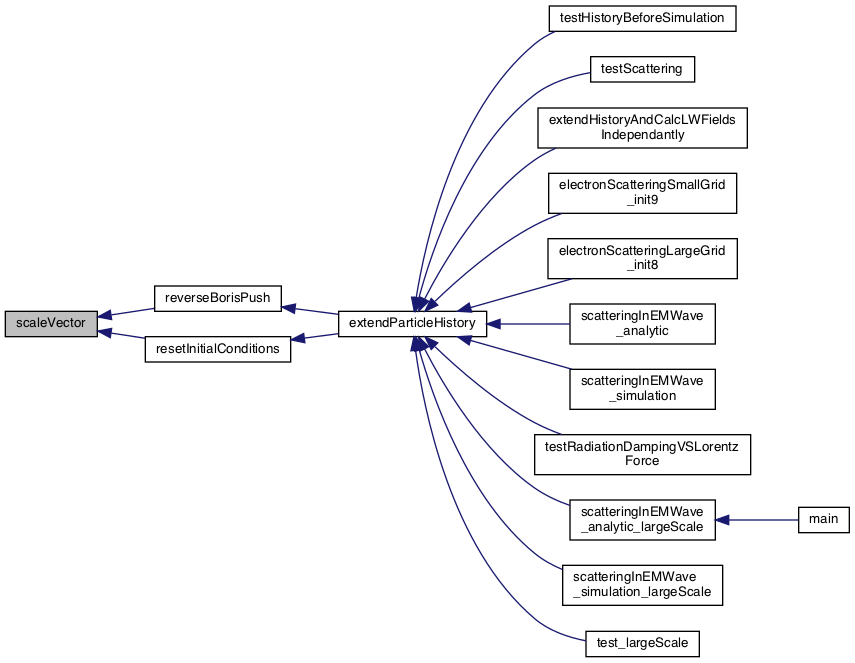 testHistoryBeforeSimulation
testScattering
extendHistoryAndCalcLWFields
Independantly
electronScatteringSmallGrid
_init9
electronScatteringLargeGrid
_init8
reverseBorisPush
scaleVector
extendParticleHistory
scatteringInEMWave
_analytic
resetInitialConditions
scatteringInEMWave
_simulation
testRadiationDampingVSLorentz
Force
scatteringInEMWave
_analytic_largeScale
main
scatteringInEMWave
_simulation_largeScale
test_largeScale